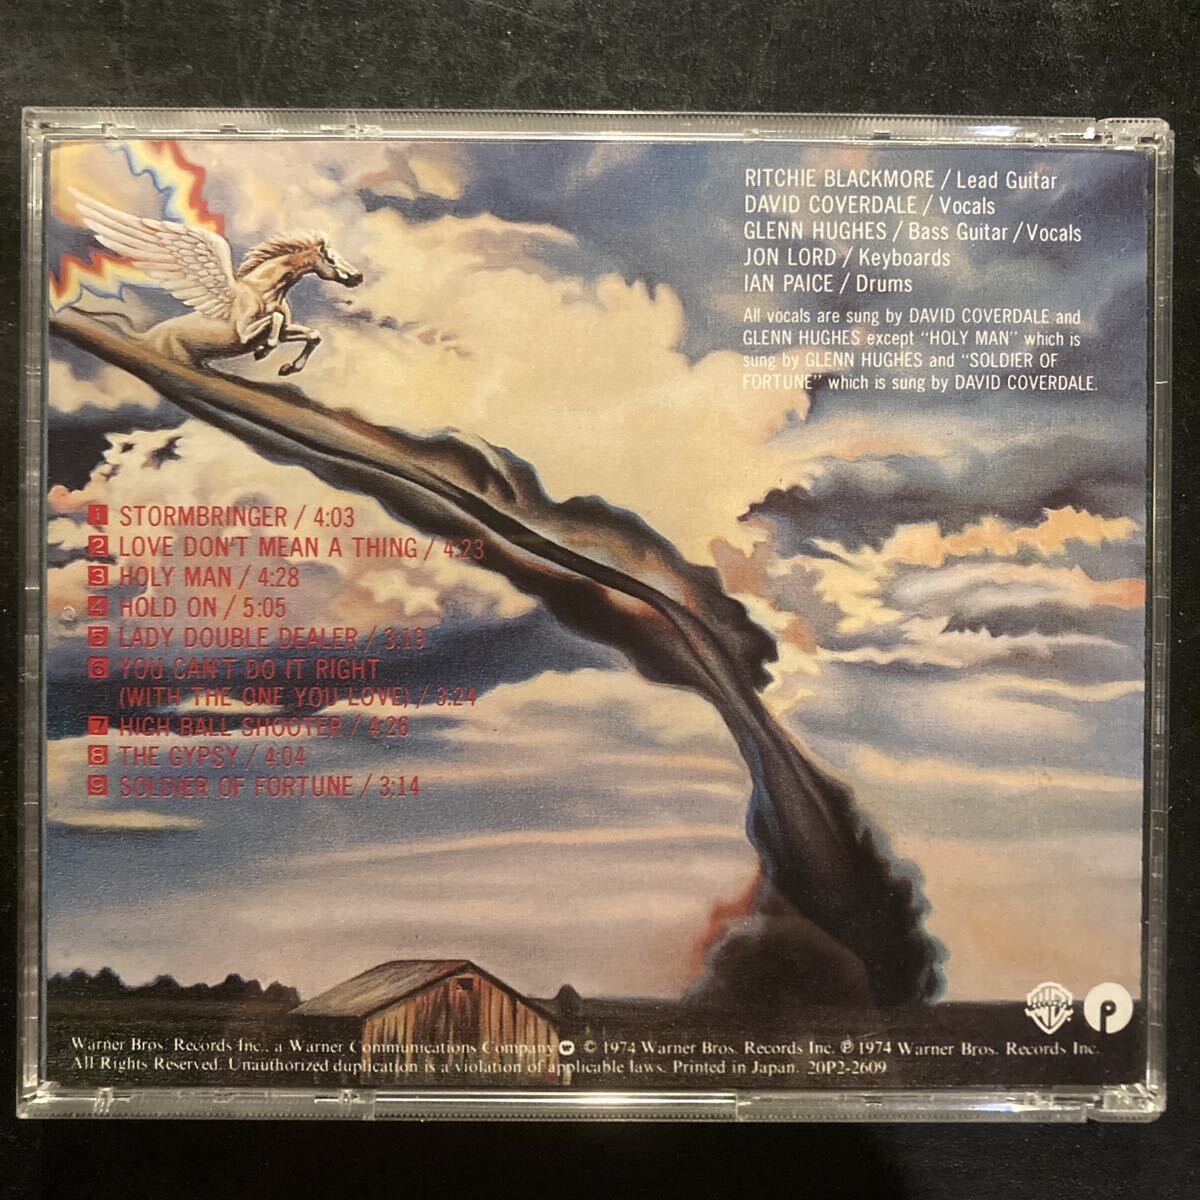 RITCHIE BLACKMORE / Lead Guitar
DAVID COVERDALE / Vocals
GLENN HUGHES / Bass Guitar / Vocals
JON LORD / Keyboards
IAN PAICE / Drums
All vocals are sung by DAVID COVERDALE and
GLENN HUGHES except "HOLY MAN" which is
sung by GLENN HUGHES and "SOLDIER OF
FORTUNE" which is sung by DAVID COVERDALE.
1 STORMBRINGER / 4:03
2 LOVE DON'T MEAN A THING / 4:23
3 HOLY MAN / 4:28
4 HOLD ON / 5:05
5 LADY DOUBLE DEALER / 3:19
6 YOU CAN'T DO IT RIGHT
(WITH THE ONE YOU LOVE) / 3:24
7 HIGH BALL SHOOTER / 4:26
8 THE GYPSY / 4:04
9 SOLDIER OF FORTUNE / 3:14
P
Warner Bros. Records Inc., a Warner Communications Company © 1974 Warner Bros. Records Inc. ℗ 1974 Warner Bros. Records Inc.
All Rights Reserved. Unauthorized duplication is a violation of applicable laws. Printed in Japan. 20P2-2609